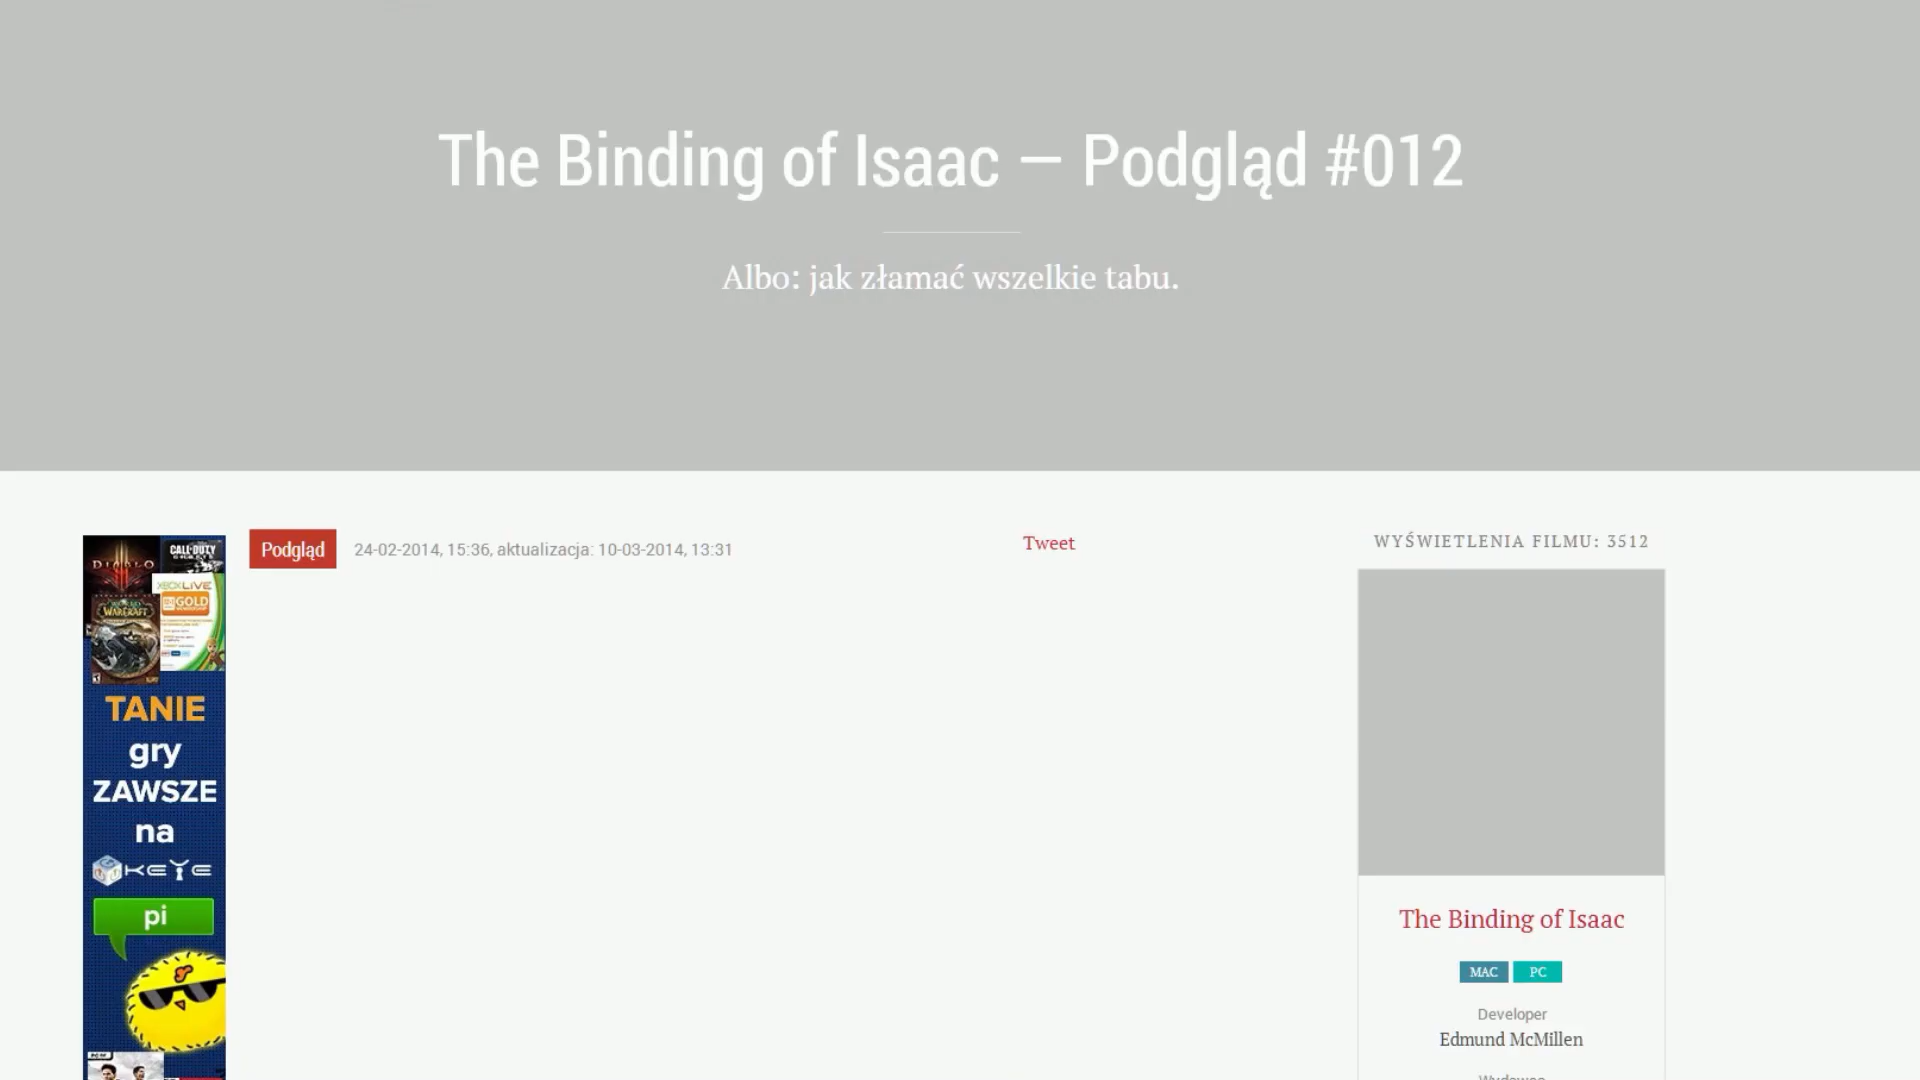 The Binding of Isaac — Podgląd #012
Albo: jak złamać wszelkie tabu.
Podgląd
24-02-2014, 15:36, aktualizacja: 10-03-2014, 13:31
Tweet
WYŚWIETLENIA FILMU: 3512
DIABLO
CALL·DUTY
GHOSTS
XBOX LIVE
GOLD
WARCRAFT
TANIE
gry
ZAWSZE
na
G2
KEYE
pi
The Binding of Isaac
MAC
PC
Developer
Edmund McMillen